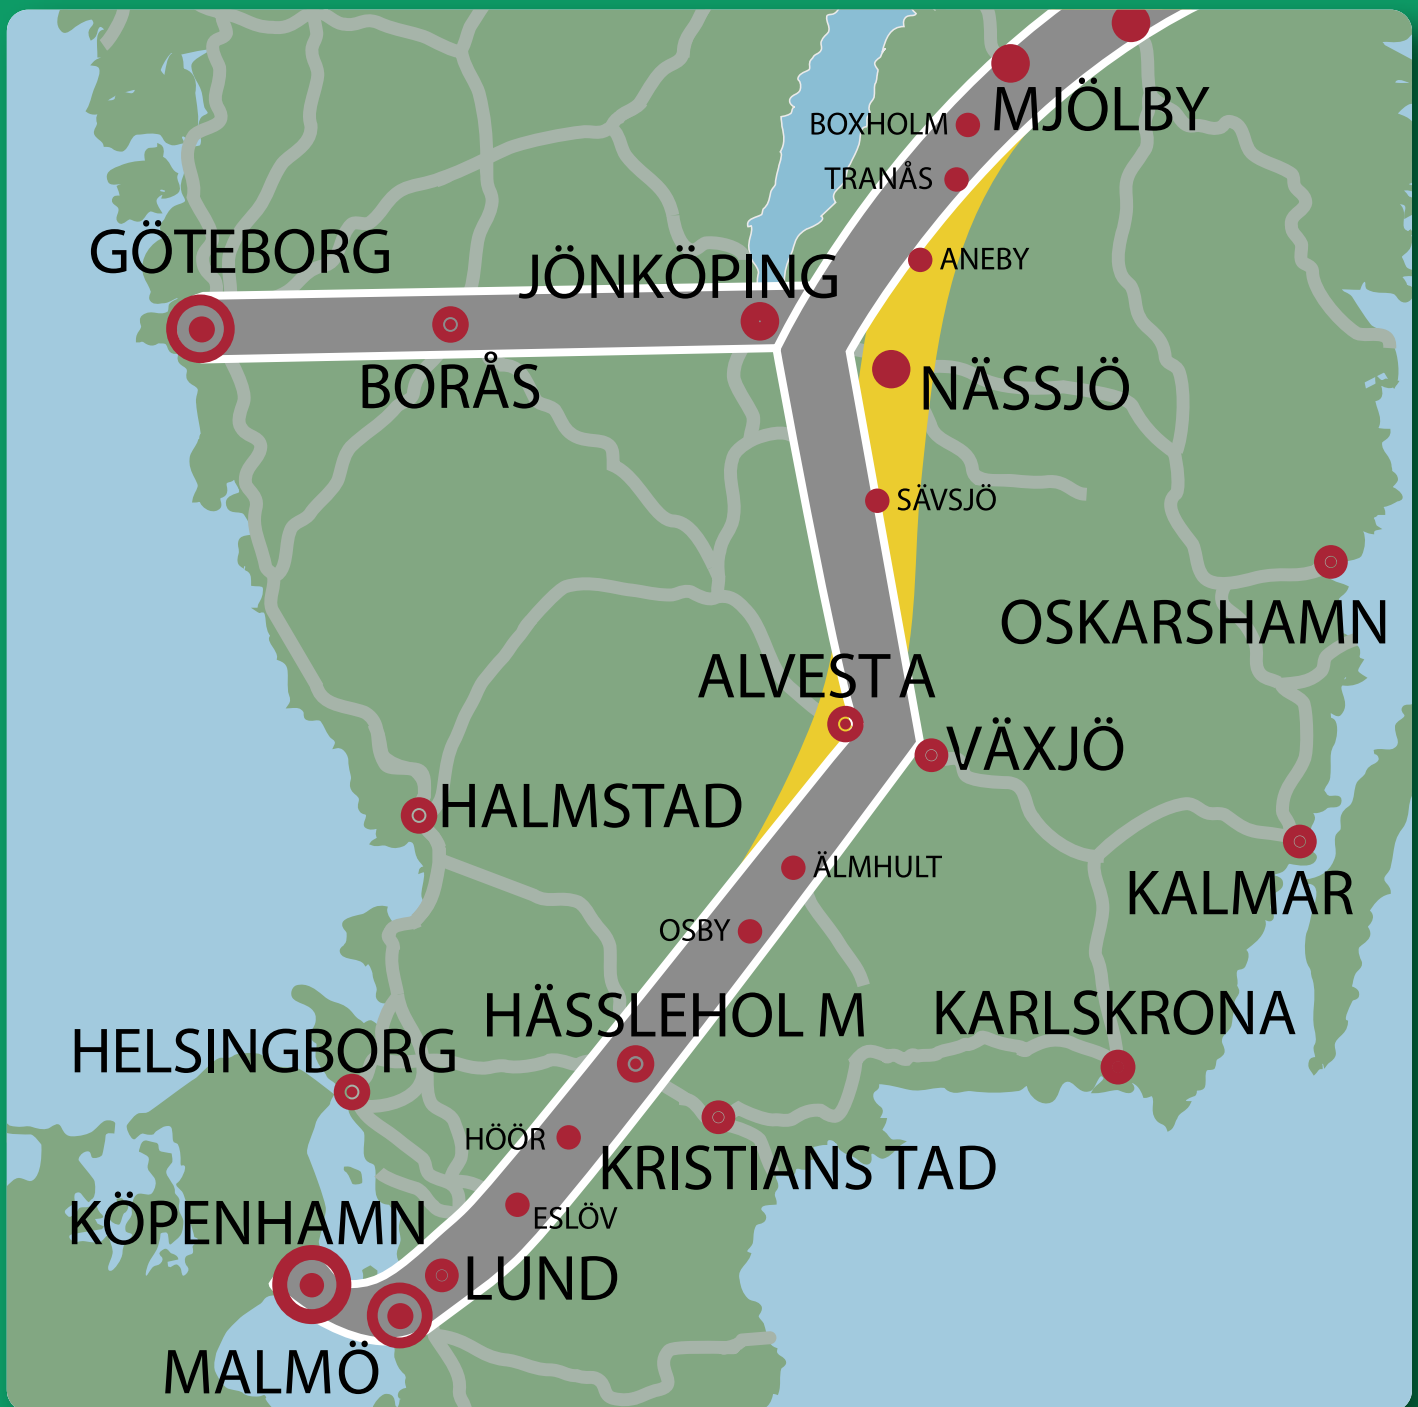 MJÖLBY
BOXHOLM
TRANÅS
GÖTEBORG
ANEBY
JÖNKÖPING
BORÅS
NÄSSJÖ
SÄVSJÖ
OSKARSHAMN
ALVEST A
VÄXJÖ
HALMSTAD
ÄLMHULT
KALMAR
OSBY
HÄSSLEHOL M
KARLSKRONA
HELSINGBORG
HÖÖR
KRISTIANS TAD
KÖPENHAMN
ESLÖV
LUND
MALMÖ